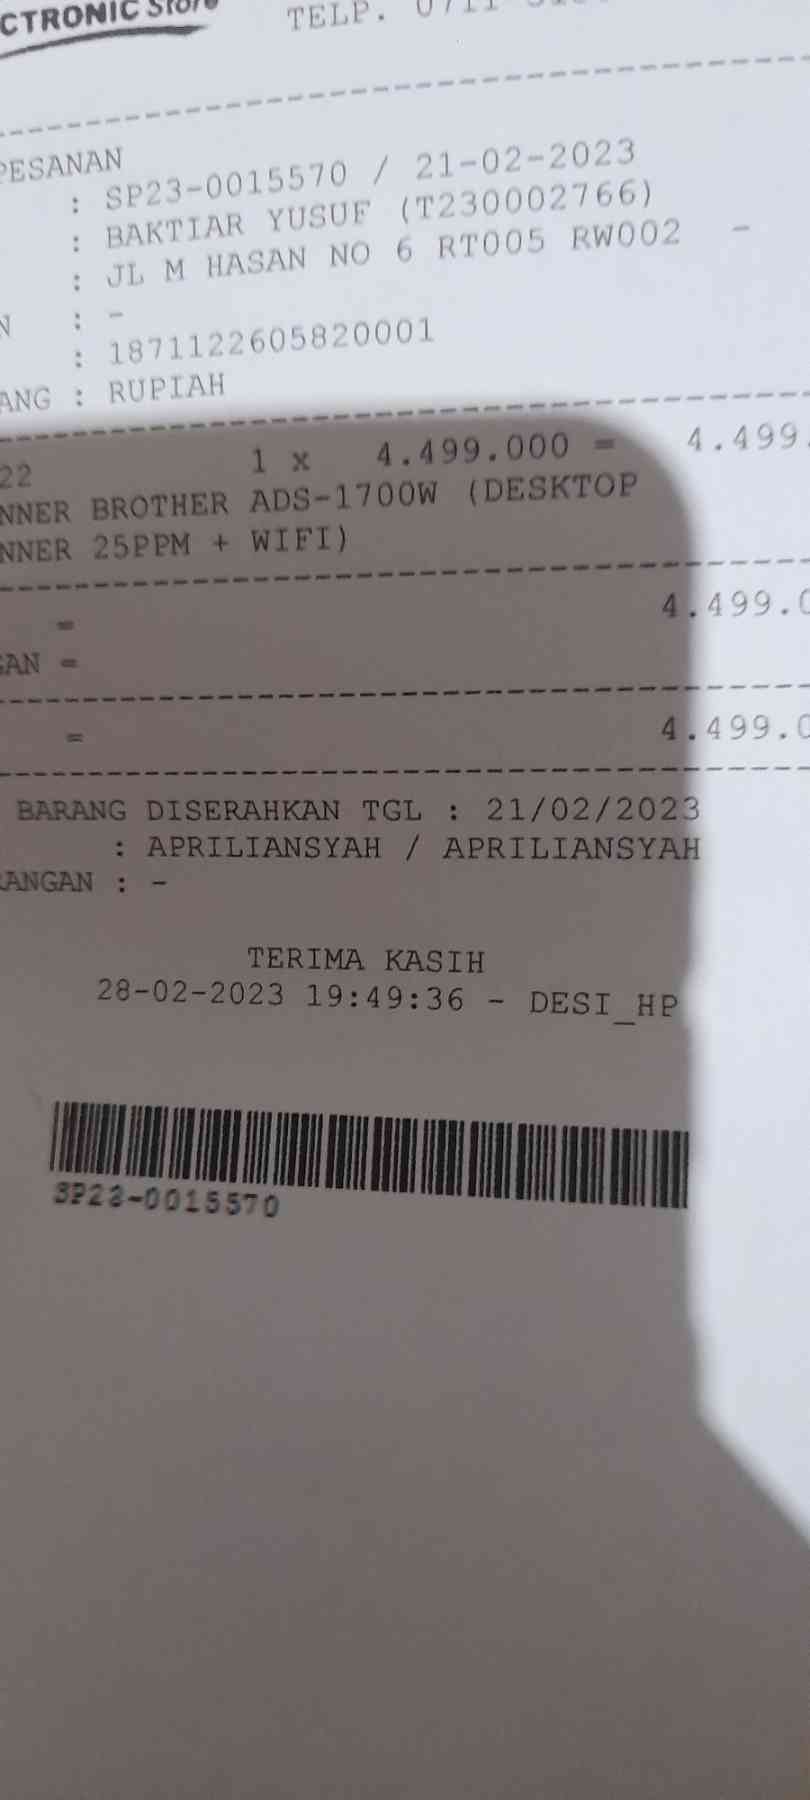 CTRONIC Store
TELP. 0711
PESANAN
: SP23-0015570 / 21-02-2023
: BAKTIAR YUSUF (T230002766)
: JL M HASAN NO 6 RT005 RW002 -
N : -
: 1871122605820001
ANG : RUPIAH
22 1 x 4.499.000 = 4.499.
NNER BROTHER ADS-1700W (DESKTOP
NNER 25PPM + WIFI)
= 4.499.0
GAN =
= 4.499.0
BARANG DISERAHKAN TGL : 21/02/2023
: APRILIANSYAH / APRILIANSYAH
RANGAN : -
TERIMA KASIH
28-02-2023 19:49:36 - DESI_HP
SP23-0015570